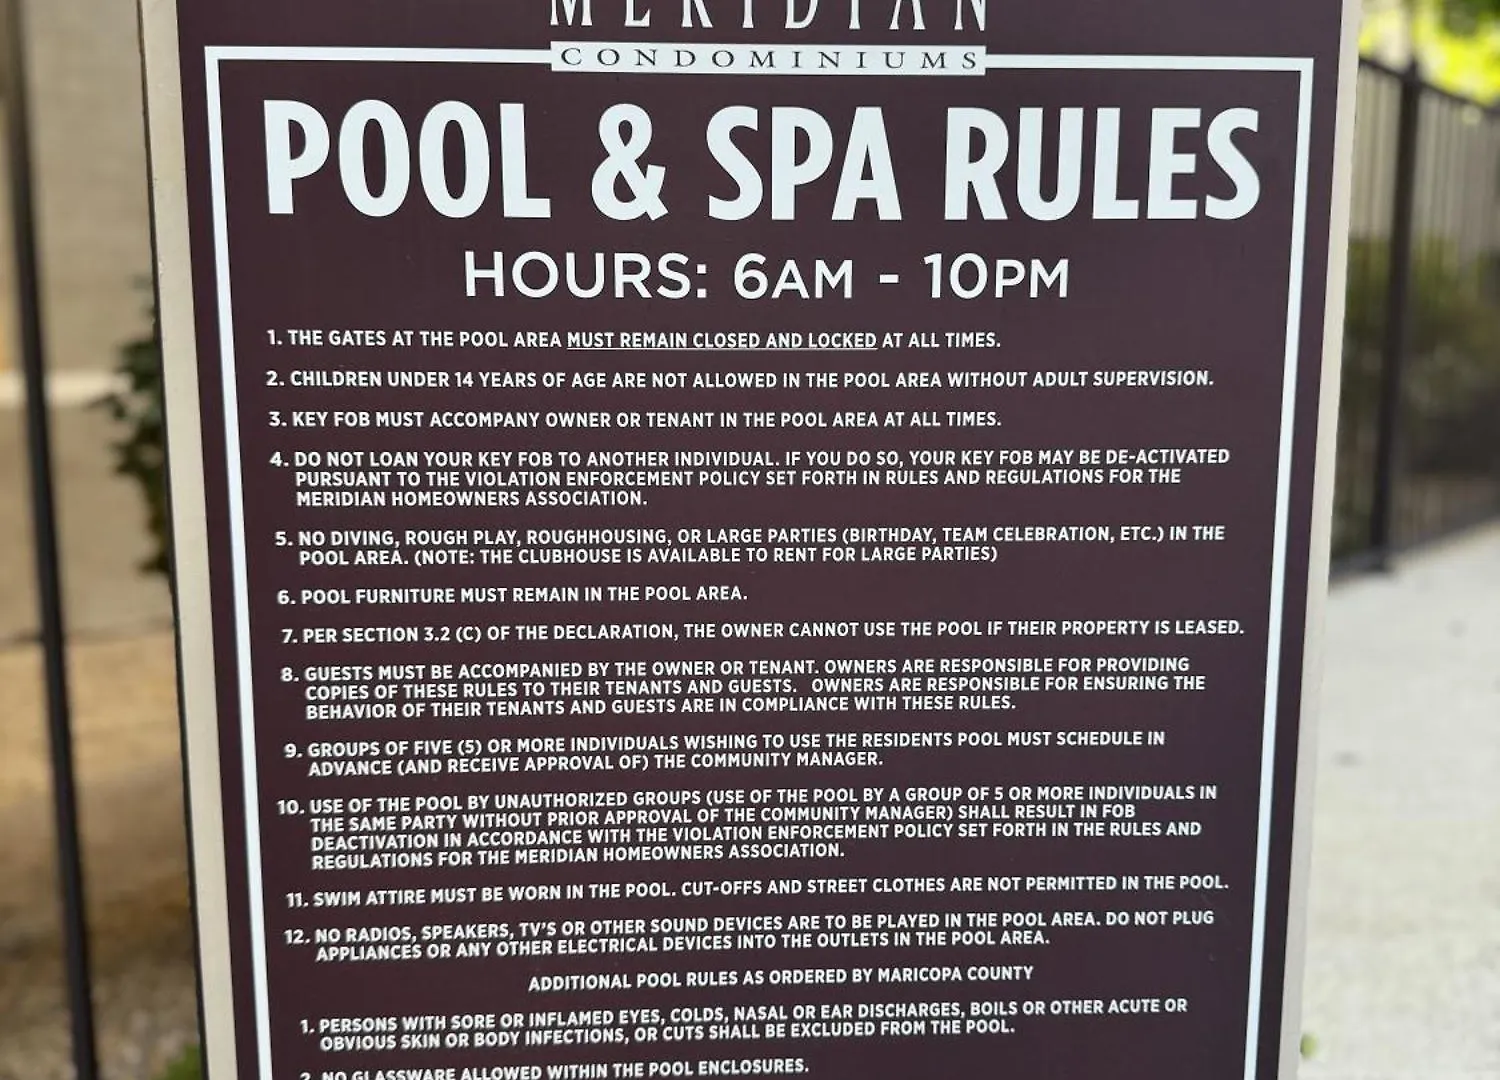 MERIDIAN
CONDOMINIUMS
POOL & SPA RULES
HOURS: 6AM - 10PM
1. THE GATES AT THE POOL AREA MUST REMAIN CLOSED AND LOCKED AT ALL TIMES.
2. CHILDREN UNDER 14 YEARS OF AGE ARE NOT ALLOWED IN THE POOL AREA WITHOUT ADULT SUPERVISION.
3. KEY FOB MUST ACCOMPANY OWNER OR TENANT IN THE POOL AREA AT ALL TIMES.
4. DO NOT LOAN YOUR KEY FOB TO ANOTHER INDIVIDUAL. IF YOU DO SO, YOUR KEY FOB MAY BE DE-ACTIVATED
PURSUANT TO THE VIOLATION ENFORCEMENT POLICY SET FORTH IN RULES AND REGULATIONS FOR THE
MERIDIAN HOMEOWNERS ASSOCIATION.
5. NO DIVING, ROUGH PLAY, ROUGHHOUSING, OR LARGE PARTIES (BIRTHDAY, TEAM CELEBRATION, ETC.) IN THE
POOL AREA. (NOTE: THE CLUBHOUSE IS AVAILABLE TO RENT FOR LARGE PARTIES)
6. POOL FURNITURE MUST REMAIN IN THE POOL AREA.
7. PER SECTION 3.2 (C) OF THE DECLARATION, THE OWNER CANNOT USE THE POOL IF THEIR PROPERTY IS LEASED.
8. GUESTS MUST BE ACCOMPANIED BY THE OWNER OR TENANT. OWNERS ARE RESPONSIBLE FOR PROVIDING
COPIES OF THESE RULES TO THEIR TENANTS AND GUESTS. OWNERS ARE RESPONSIBLE FOR ENSURING THE
BEHAVIOR OF THEIR TENANTS AND GUESTS ARE IN COMPLIANCE WITH THESE RULES.
9. GROUPS OF FIVE (5) OR MORE INDIVIDUALS WISHING TO USE THE RESIDENTS POOL MUST SCHEDULE IN
ADVANCE (AND RECEIVE APPROVAL OF) THE COMMUNITY MANAGER.
10. USE OF THE POOL BY UNAUTHORIZED GROUPS (USE OF THE POOL BY A GROUP OF 5 OR MORE INDIVIDUALS IN
THE SAME PARTY WITHOUT PRIOR APPROVAL OF THE COMMUNITY MANAGER) SHALL RESULT IN FOB
DEACTIVATION IN ACCORDANCE WITH THE VIOLATION ENFORCEMENT POLICY SET FORTH IN THE RULES AND
REGULATIONS FOR THE MERIDIAN HOMEOWNERS ASSOCIATION.
11. SWIM ATTIRE MUST BE WORN IN THE POOL. CUT-OFFS AND STREET CLOTHES ARE NOT PERMITTED IN THE POOL.
12. NO RADIOS, SPEAKERS, TV'S OR OTHER SOUND DEVICES ARE TO BE PLAYED IN THE POOL AREA. DO NOT PLUG
APPLIANCES OR ANY OTHER ELECTRICAL DEVICES INTO THE OUTLETS IN THE POOL AREA.
ADDITIONAL POOL RULES AS ORDERED BY MARICOPA COUNTY
1. PERSONS WITH SORE OR INFLAMED EYES, COLDS, NASAL OR EAR DISCHARGES, BOILS OR OTHER ACUTE OR
OBVIOUS SKIN OR BODY INFECTIONS, OR CUTS SHALL BE EXCLUDED FROM THE POOL.
2. NO GLASSWARE ALLOWED WITHIN THE POOL ENCLOSURES.